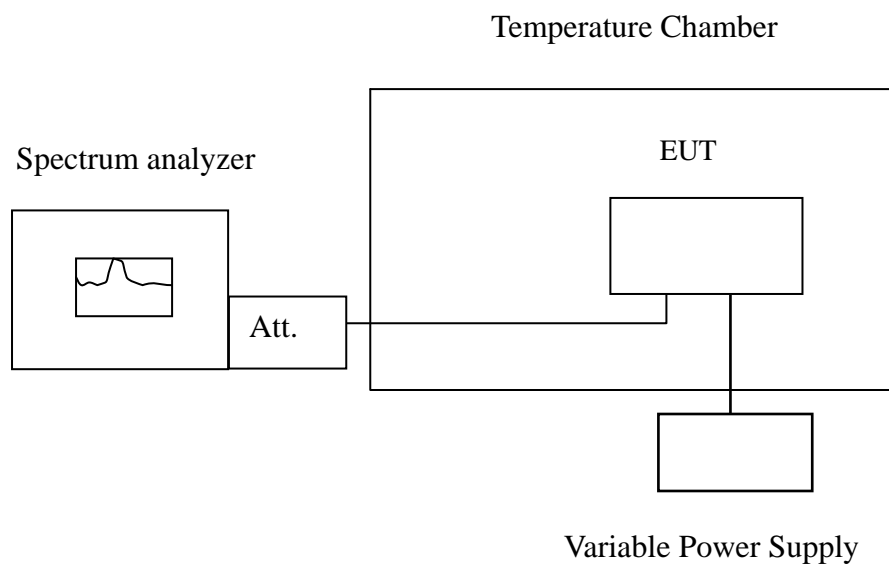 Temperature Chamber
Spectrum analyzer
EUT
Att.
Variable Power Supply